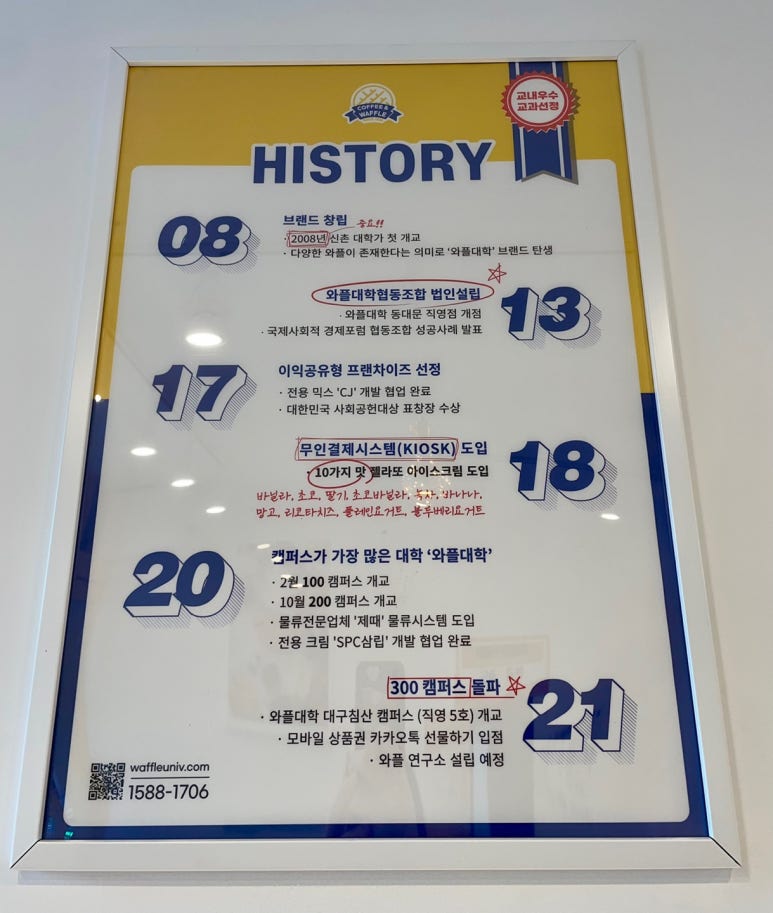 COFFEE &
WAFFLE
교내우수
교과선정
HISTORY
08
브랜드 창립
중요!!
· 2008년 신촌 대학가 첫 개교
· 다양한 와플이 존재한다는 의미로 '와플대학' 브랜드 탄생
와플대학협동조합 법인설립
13
· 와플대학 동대문 직영점 개점
· 국제사회적 경제포럼 협동조합 성공사례 발표
17
이익공유형 프랜차이즈 선정
· 전용 믹스 'CJ' 개발 협업 완료
· 대한민국 사회공헌대상 표창장 수상
무인결제시스템(KIOSK) 도입
18
· 10가지 맛 젤라또 아이스크림 도입
바닐라, 초코, 딸기, 초코바닐라, 녹차, 바나나,
망고, 리코타치즈, 플레인요거트, 블루베리요거트
20
캠퍼스가 가장 많은 대학 '와플대학'
· 2월 100 캠퍼스 개교
· 10월 200 캠퍼스 개교
· 물류전문업체 '제때' 물류시스템 도입
· 전용 크림 'SPC삼립' 개발 협업 완료
300 캠퍼스 돌파
21
· 와플대학 대구침산 캠퍼스 (직영 5호) 개교
· 모바일 상품권 카카오톡 선물하기 입점
· 와플 연구소 설립 예정
waffleuniv.com
1588-1706